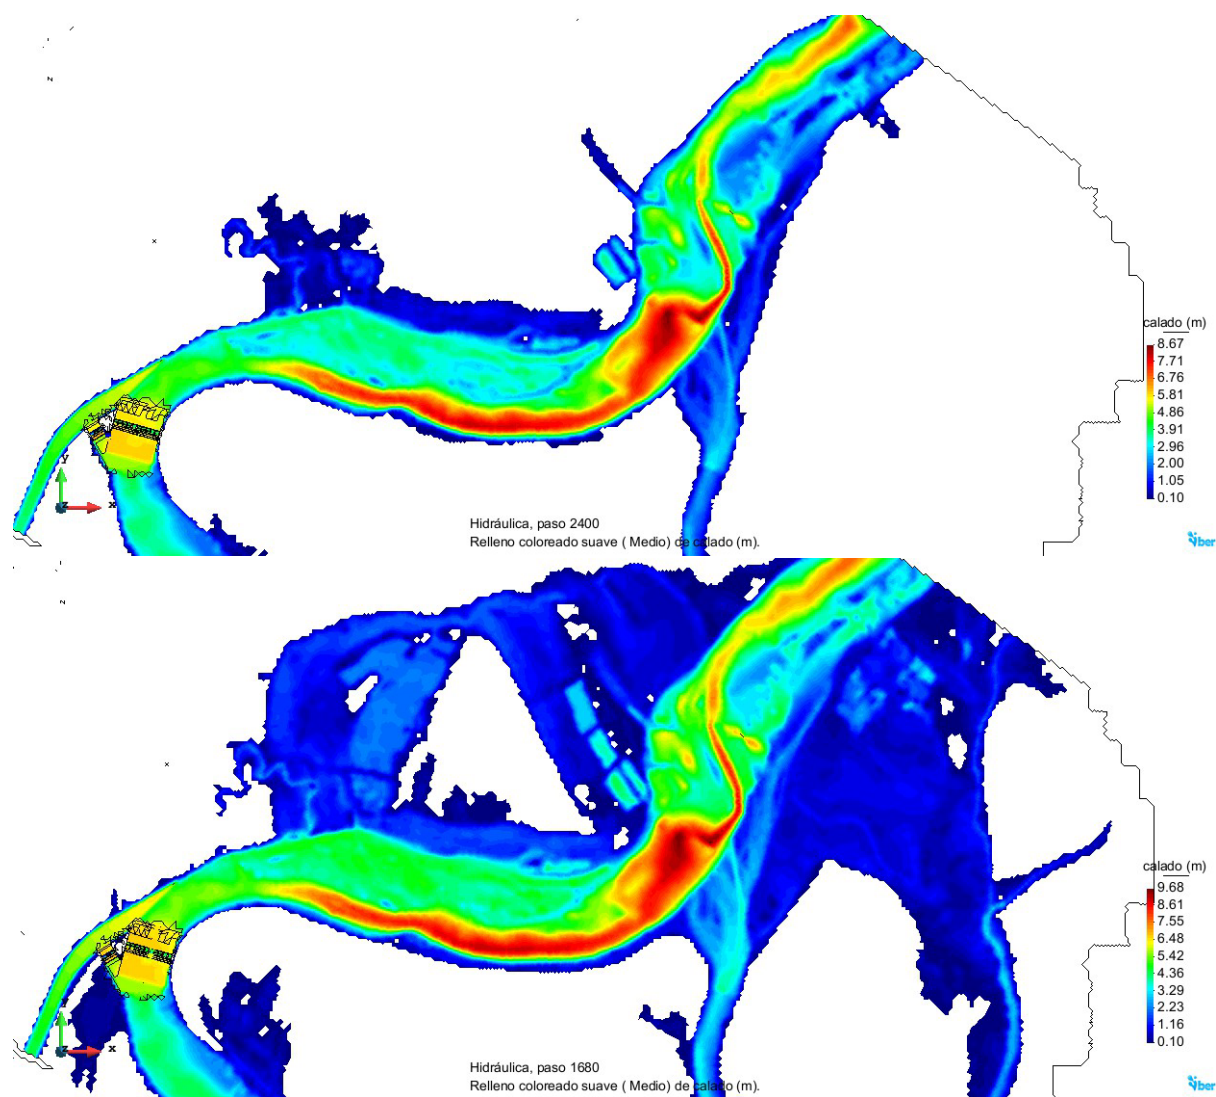 z
calado (m)
8.67
7.71
6.76
5.81
4.86
3.91
2.96
2.00
1.05
0.10
y
x
Hidráulica, paso 2400
Relleno coloreado suave ( Medio) de calado (m).
iber
z
calado (m)
9.68
8.61
7.55
6.48
5.42
4.36
3.29
2.23
1.16
0.10
x
Hidráulica, paso 1680
Relleno coloreado suave ( Medio) de calado (m).
iber